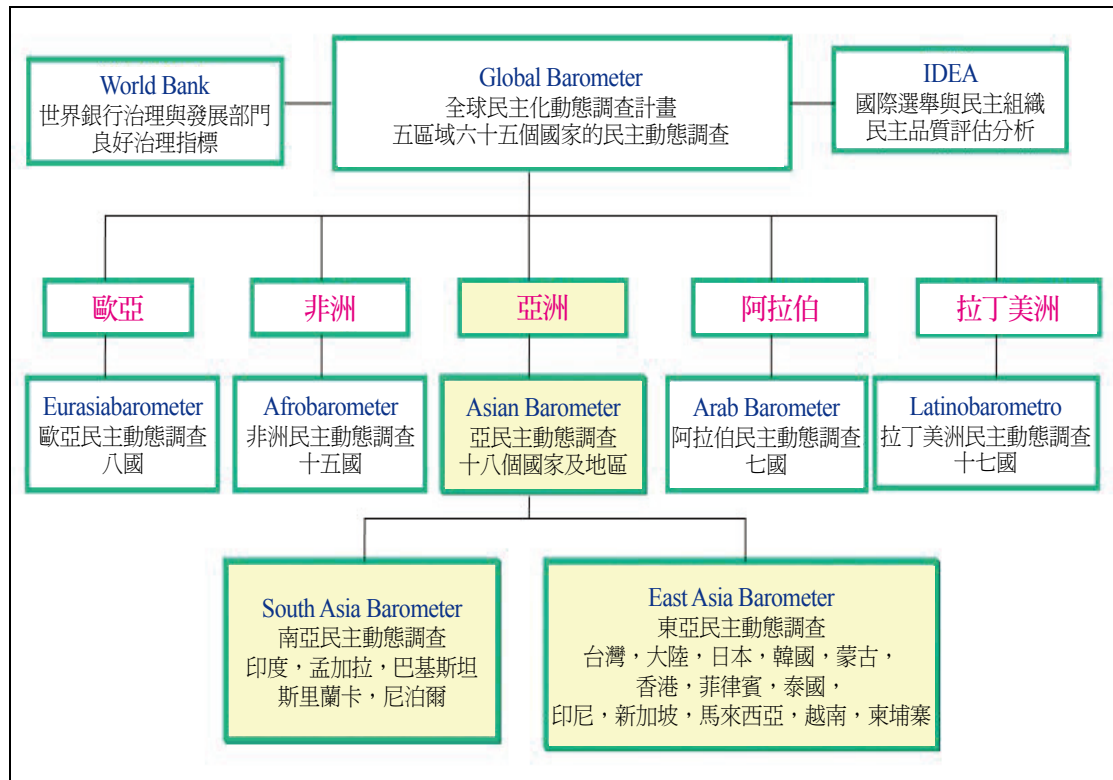 World Bank
世界銀行治理與發展部門
良好治理指標
Global Barometer
全球民主化動態調查計畫
五區域六十五個國家的民主動態調查
IDEA
國際選舉與民主組織
民主品質評估分析
歐亞
非洲
亞洲
阿拉伯
拉丁美洲
Eurasiabarometer
歐亞民主動態調查
八國
Afrobarometer
非洲民主動態調查
十五國
Asian Barometer
亞民主動態調查
十八個國家及地區
Arab Barometer
阿拉伯民主動態調查
七國
Latinobarometro
拉丁美洲民主動態調查
十七國
South Asia Barometer
南亞民主動態調查
印度，孟加拉，巴基斯坦
斯里蘭卡，尼泊爾
East Asia Barometer
東亞民主動態調查
台灣，大陸，日本，韓國，蒙古，
香港，菲律賓，泰國，
印尼，新加坡，馬來西亞，越南，柬埔寨